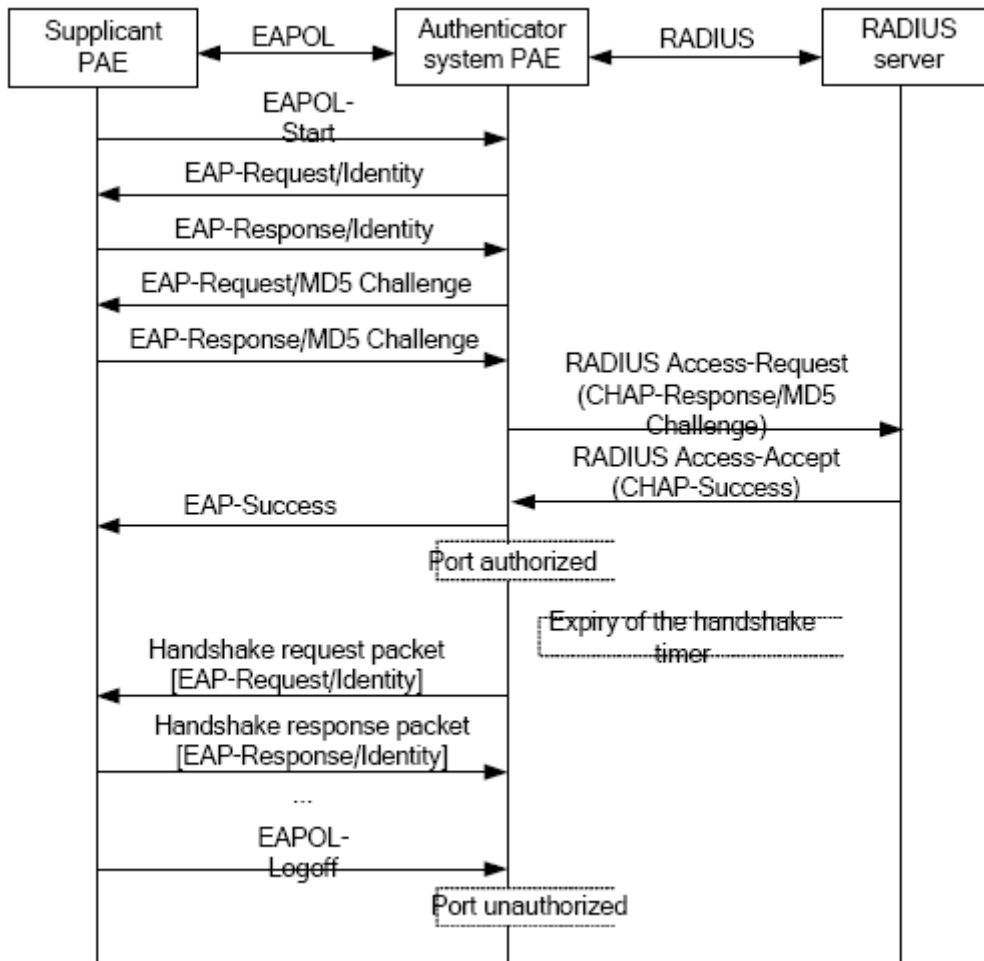 Supplicant
PAE
EAPOL
Authenticator
system PAE
RADIUS
RADIUS
server
EAPOL-
Start
EAP-Request/Identity
EAP-Response/Identity
EAP-Request/MD5 Challenge
EAP-Response/MD5 Challenge
RADIUS Access-Request
(CHAP-Response/MD5
Challenge)
RADIUS Access-Accept
(CHAP-Success)
EAP-Success
Port authorized
Expiry of the handshake
timer
Handshake request packet
[EAP-Request/Identity]
Handshake response packet
[EAP-Response/Identity]
...
EAPOL-
Logoff
Port unauthorized